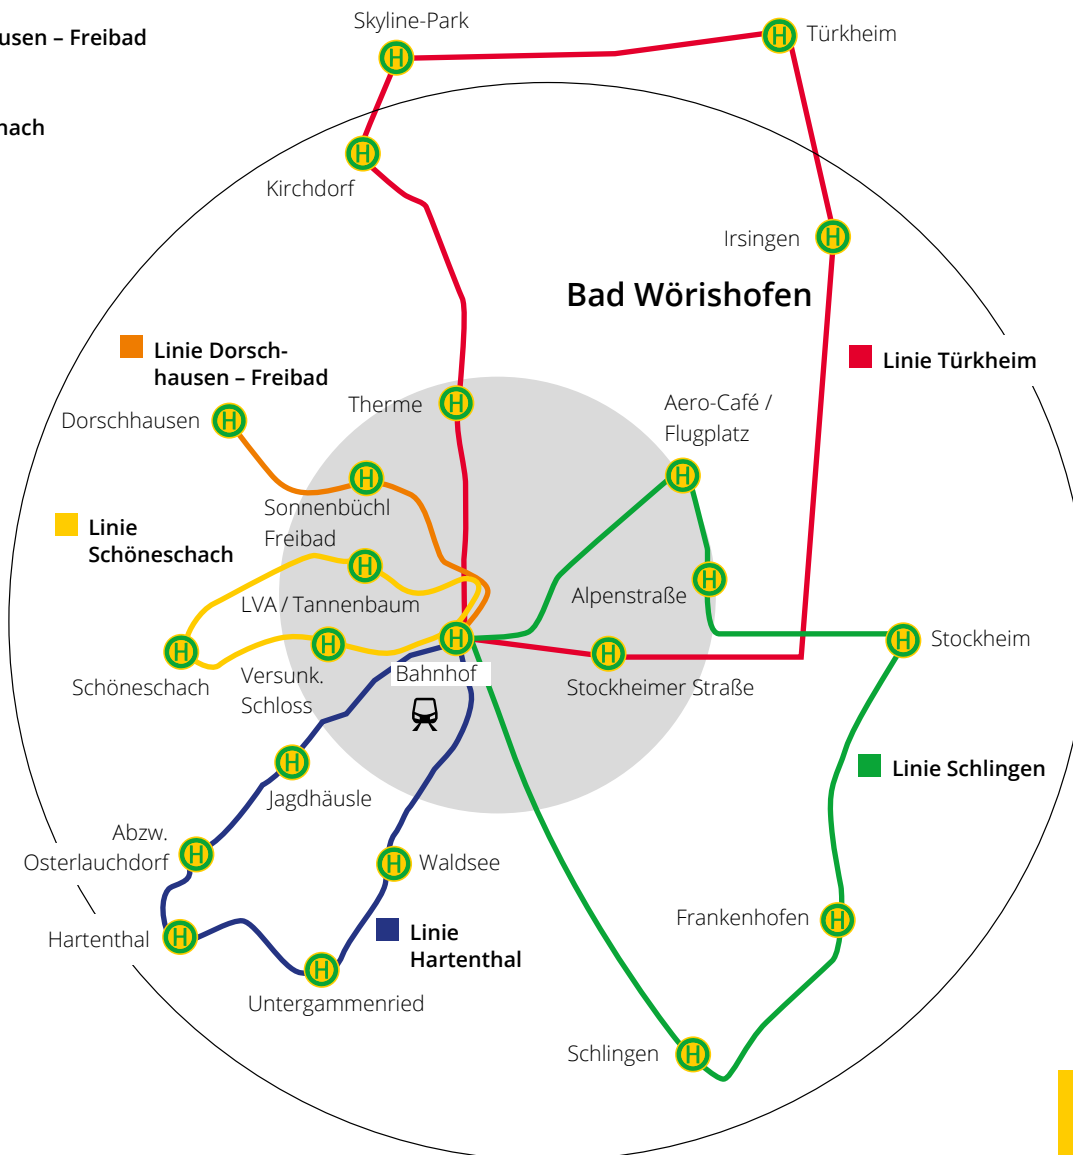 Skyline-Park
Türkheim
– Freibad
H
H
H
Kirchdorf
Irsingen
H
Bad Wörishofen
Linie Dorsch-
hausen – Freibad
Linie Türkheim
Dorschhausen
H
Therme
H
Aero-Café /
Flugplatz
H
Sonnenbüchl
Freibad
H
Linie
Schöneschach
H
LVA / Tannenbaum
Alpenstraße
H
Schöneschach
H
Versunk.
Schloss
H
Bahnhof
H
Stockheimer Straße
H
Stockheim
H
Jagdhäusle
H
Linie Schlingen
Abzw.
Osterlauchdorf
H
Waldsee
H
Hartenthal
H
Linie
Hartenthal
Frankenhofen
H
Untergammenried
H
Schlingen
H